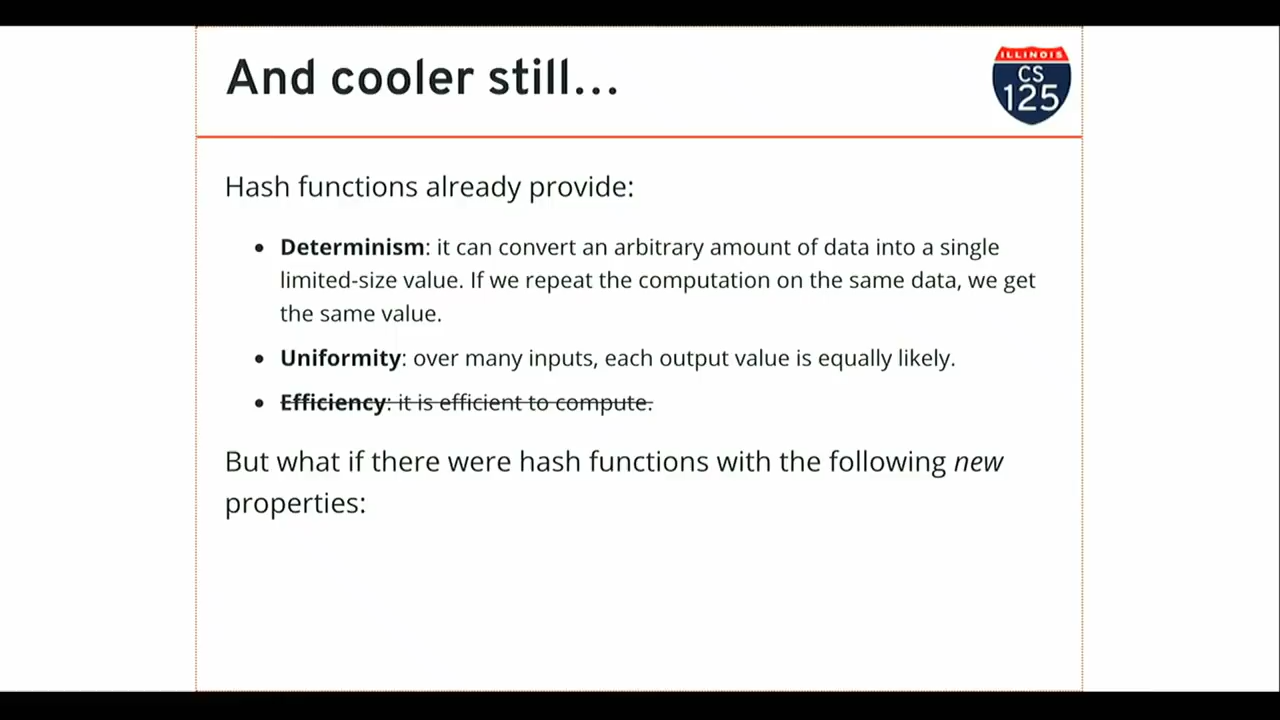 And cooler still...
ILLINOIS
CS
125
Hash functions already provide:
Determinism: it can convert an arbitrary amount of data into a single
limited-size value. If we repeat the computation on the same data, we get
the same value.
Uniformity: over many inputs, each output value is equally likely.
Efficiency: it is efficient to compute.
But what if there were hash functions with the following new
properties: